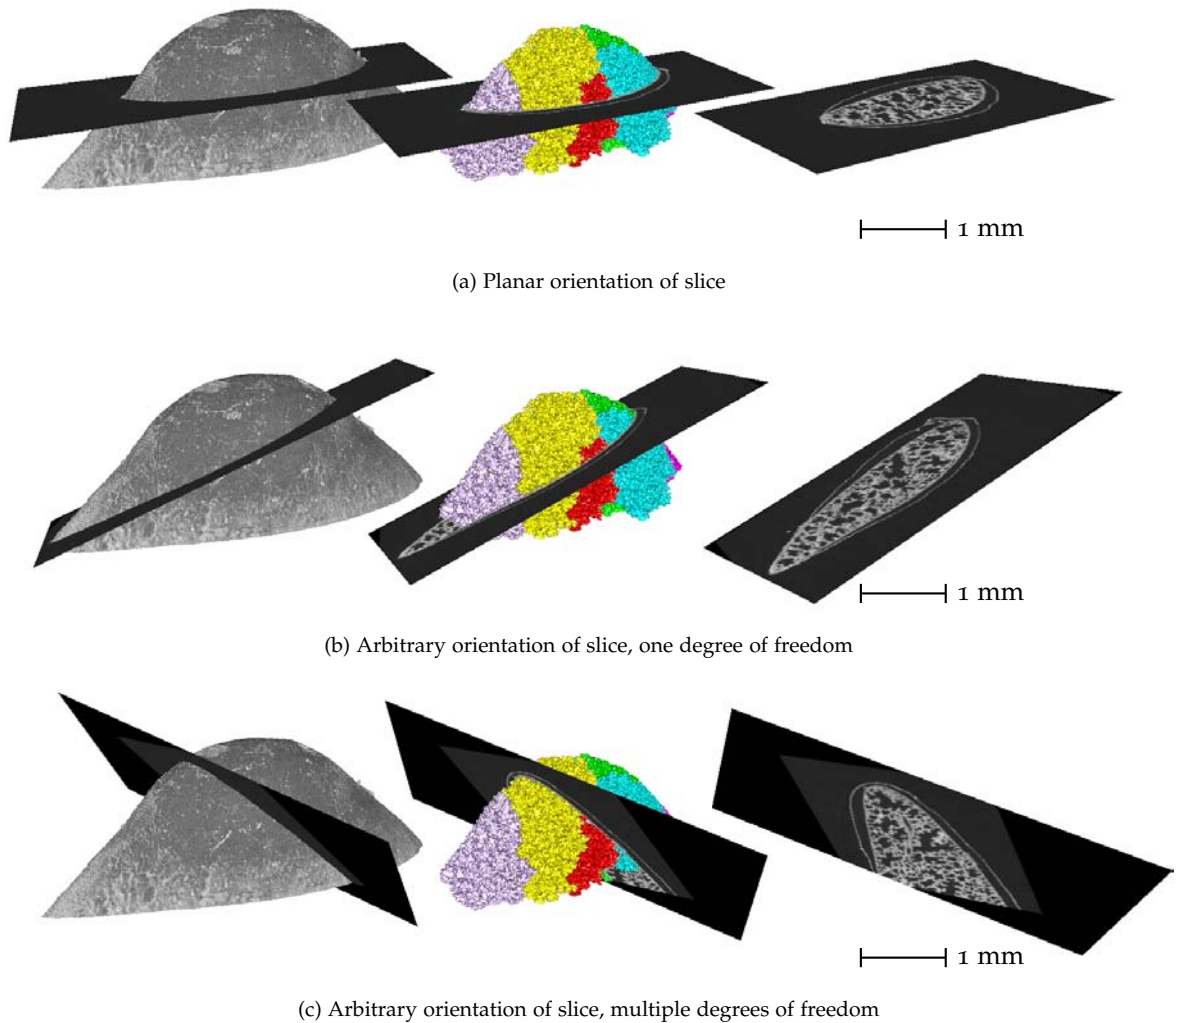 1 mm
(a) Planar orientation of slice
1 mm
(b) Arbitrary orientation of slice, one degree of freedom
1 mm
(c) Arbitrary orientation of slice, multiple degrees of freedom